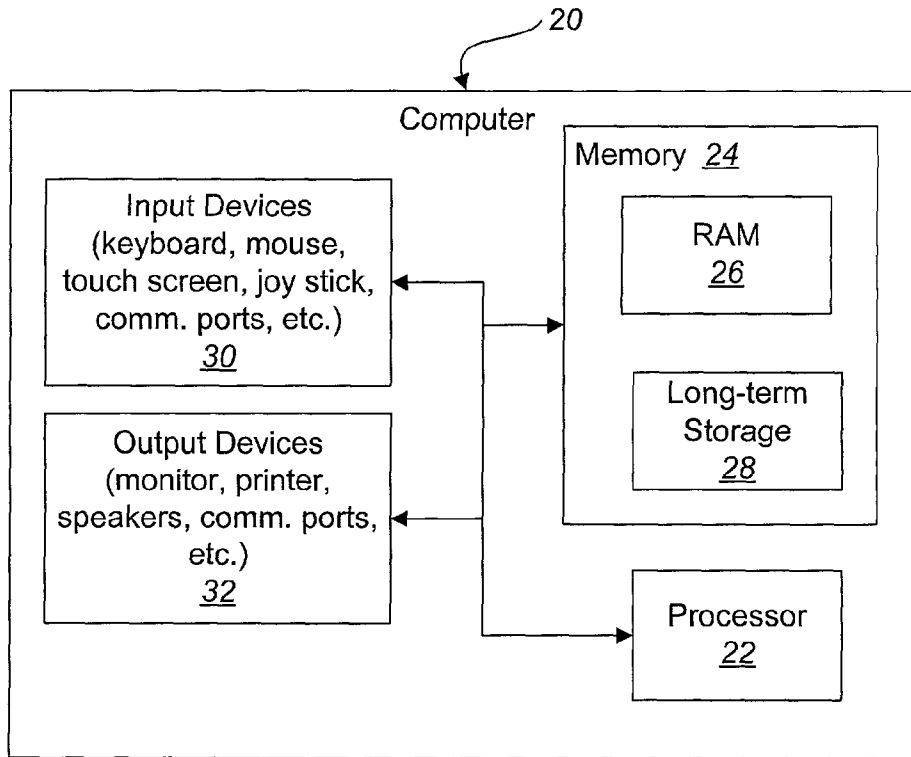 20
Computer
Input Devices
(keyboard, mouse,
touch screen, joy stick,
comm. ports, etc.)
30
Output Devices
(monitor, printer,
speakers, comm. ports,
etc.)
32
Memory 24
RAM
26
Long-term
Storage
28
Processor
22